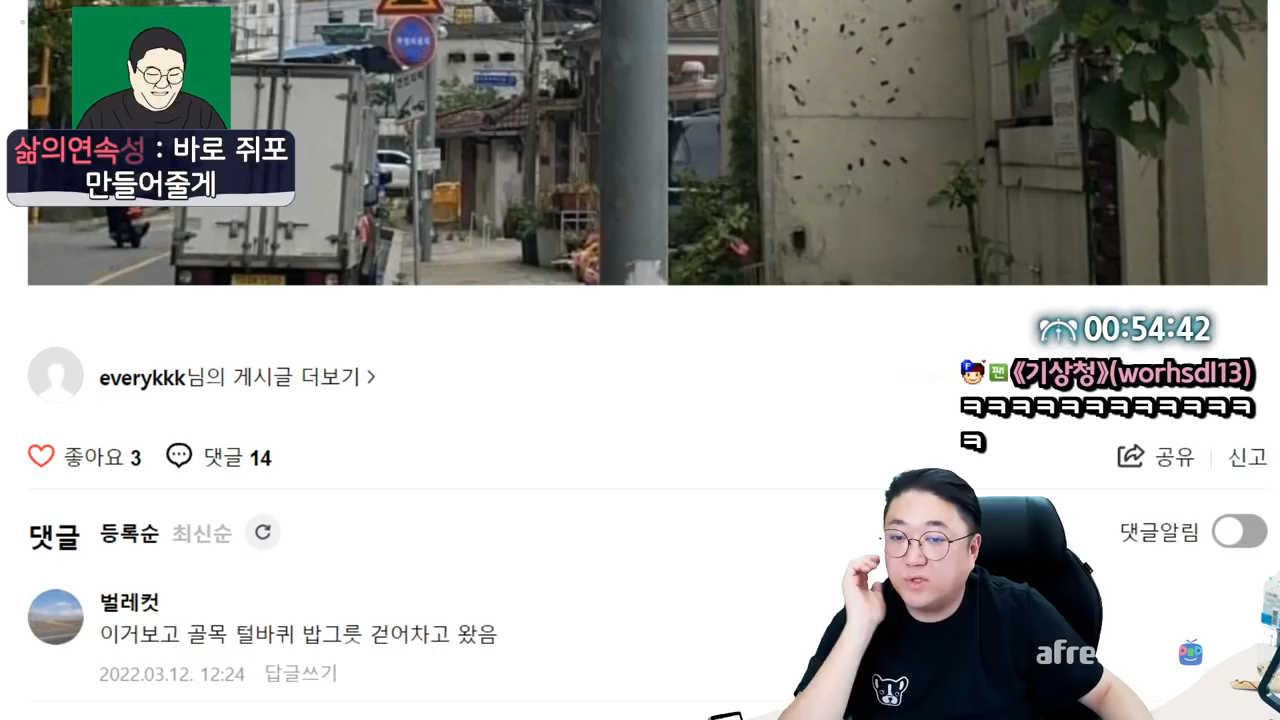 삶의연속성 : 바로 쥐포
만들어줄게
00:54:42
팬 《기상청》(worhsdl13)
ㅋㅋㅋㅋㅋㅋㅋㅋㅋㅋㅋㅋ
ㅋ
everykkk님의 게시글 더보기 >
좋아요 3 댓글 14
공유 신고
댓글 등록순 최신순
댓글알림
벌레컷
이거보고 골목 털바퀴 밥그릇 걷어차고 왔음
2022.03.12. 12:24 답글쓰기
afre